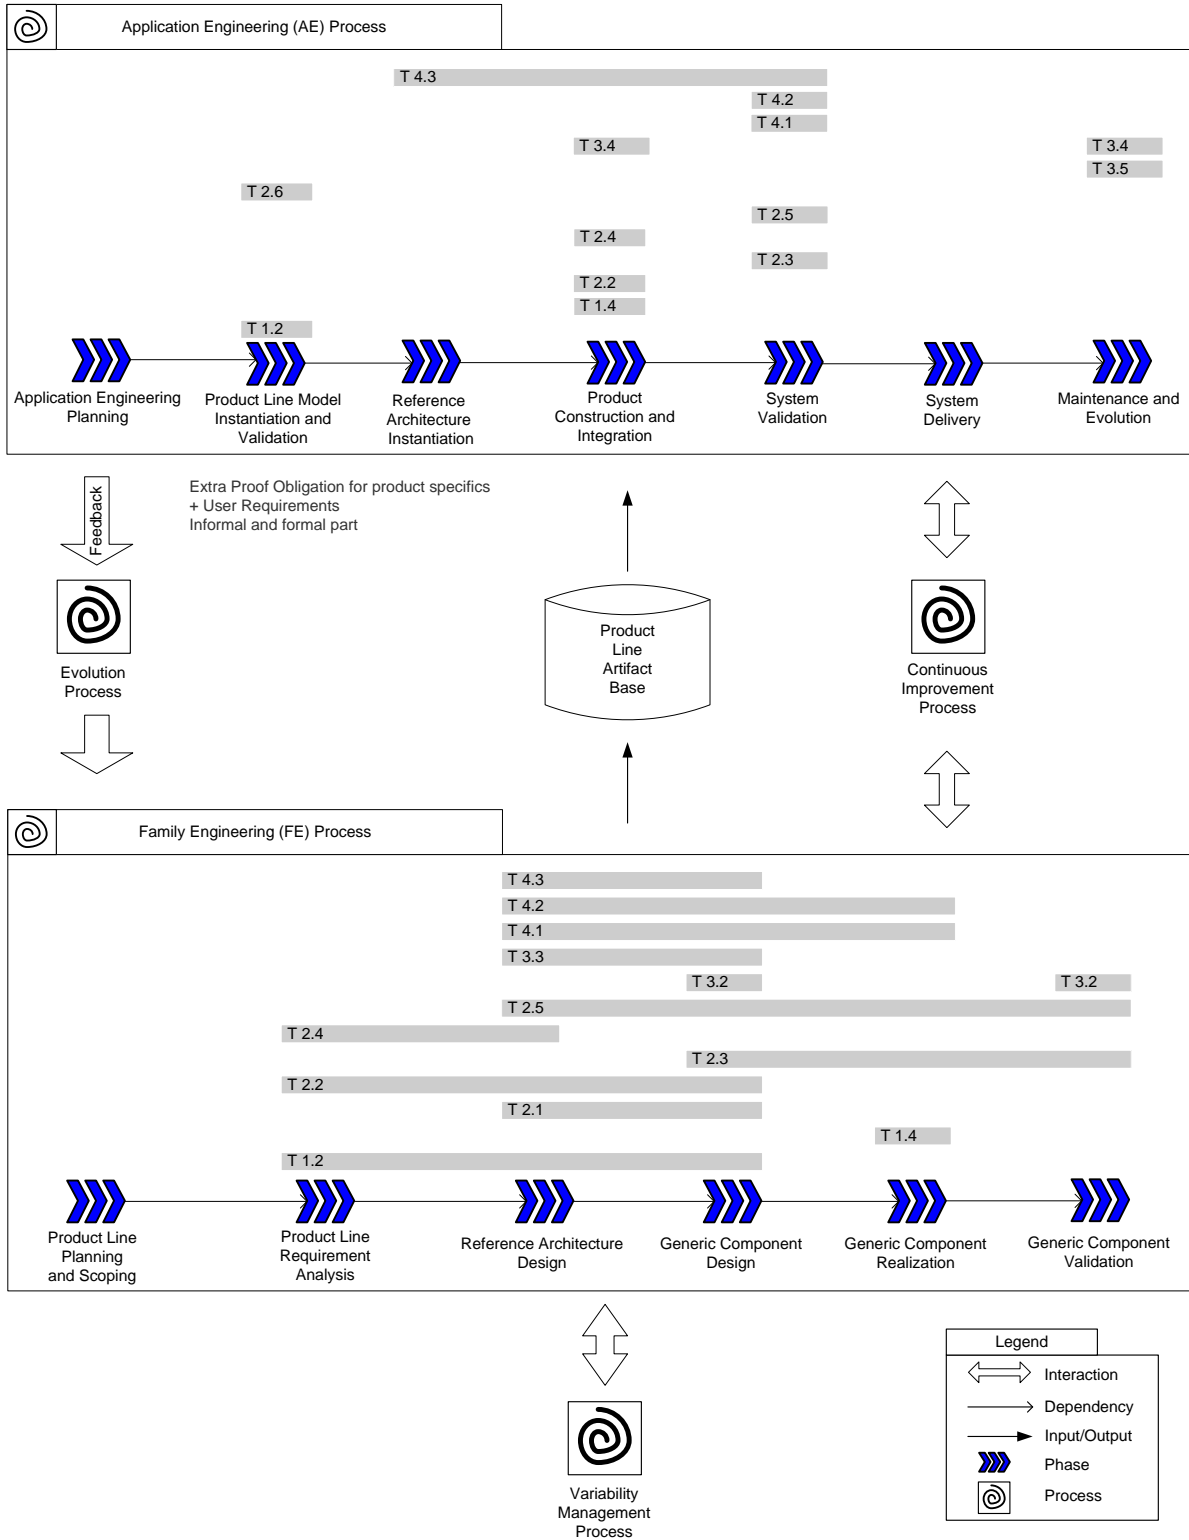 Application Engineering (AE) Process
T 4.3
T 4.2
T 4.1
T 3.4
T 3.4
T 3.5
T 2.6
T 2.5
T 2.4
T 2.3
T 2.2
T 1.4
T 1.2
Application Engineering
Planning
Product Line Model
Instantiation and
Validation
Reference
Architecture
Instantiation
Product
Construction and
Integration
System
Validation
System
Delivery
Maintenance and
Evolution
Feedback
Extra Proof Obligation for product specifics
+ User Requirements
Informal and formal part
Evolution
Process
Product
Line
Artifact
Base
Continuous
Improvement
Process
Family Engineering (FE) Process
T 4.3
T 4.2
T 4.1
T 3.3
T 3.2
T 3.2
T 2.5
T 2.4
T 2.3
T 2.2
T 2.1
T 1.4
T 1.2
Product Line
Planning
and Scoping
Product Line
Requirement
Analysis
Reference Architecture
Design
Generic Component
Design
Generic Component
Realization
Generic Component
Validation
Variability
Management
Process
Legend
Interaction
Dependency
Input/Output
Phase
Process